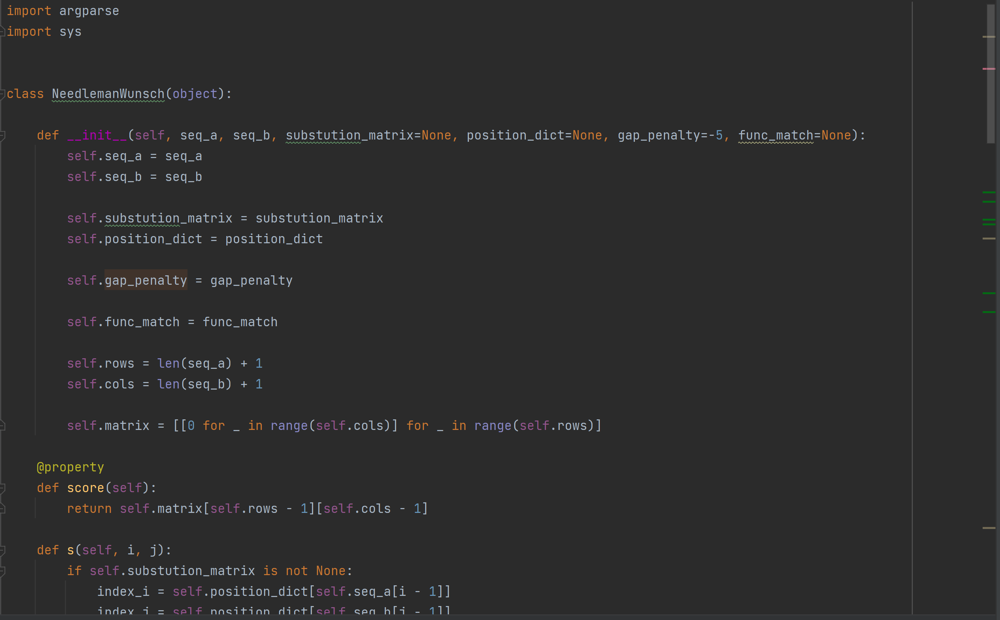 import argparse
import sys
class NeedlemanWunsch(object):
def __init__(self, seq_a, seq_b, substution_matrix=None, position_dict=None, gap_penalty=-5, func_match=None):
self.seq_a = seq_a
self.seq_b = seq_b
self.substution_matrix = substution_matrix
self.position_dict = position_dict
self.gap_penalty = gap_penalty
self.func_match = func_match
self.rows = len(seq_a) + 1
self.cols = len(seq_b) + 1
self.matrix = [[0 for _ in range(self.cols)] for _ in range(self.rows)]
@property
def score(self):
return self.matrix[self.rows - 1][self.cols - 1]
def s(self, i, j):
if self.substution_matrix is not None:
index_i = self.position_dict[self.seq_a[i - 1]]
index_j = self.position_dict[self.seq_b[j - 1]]